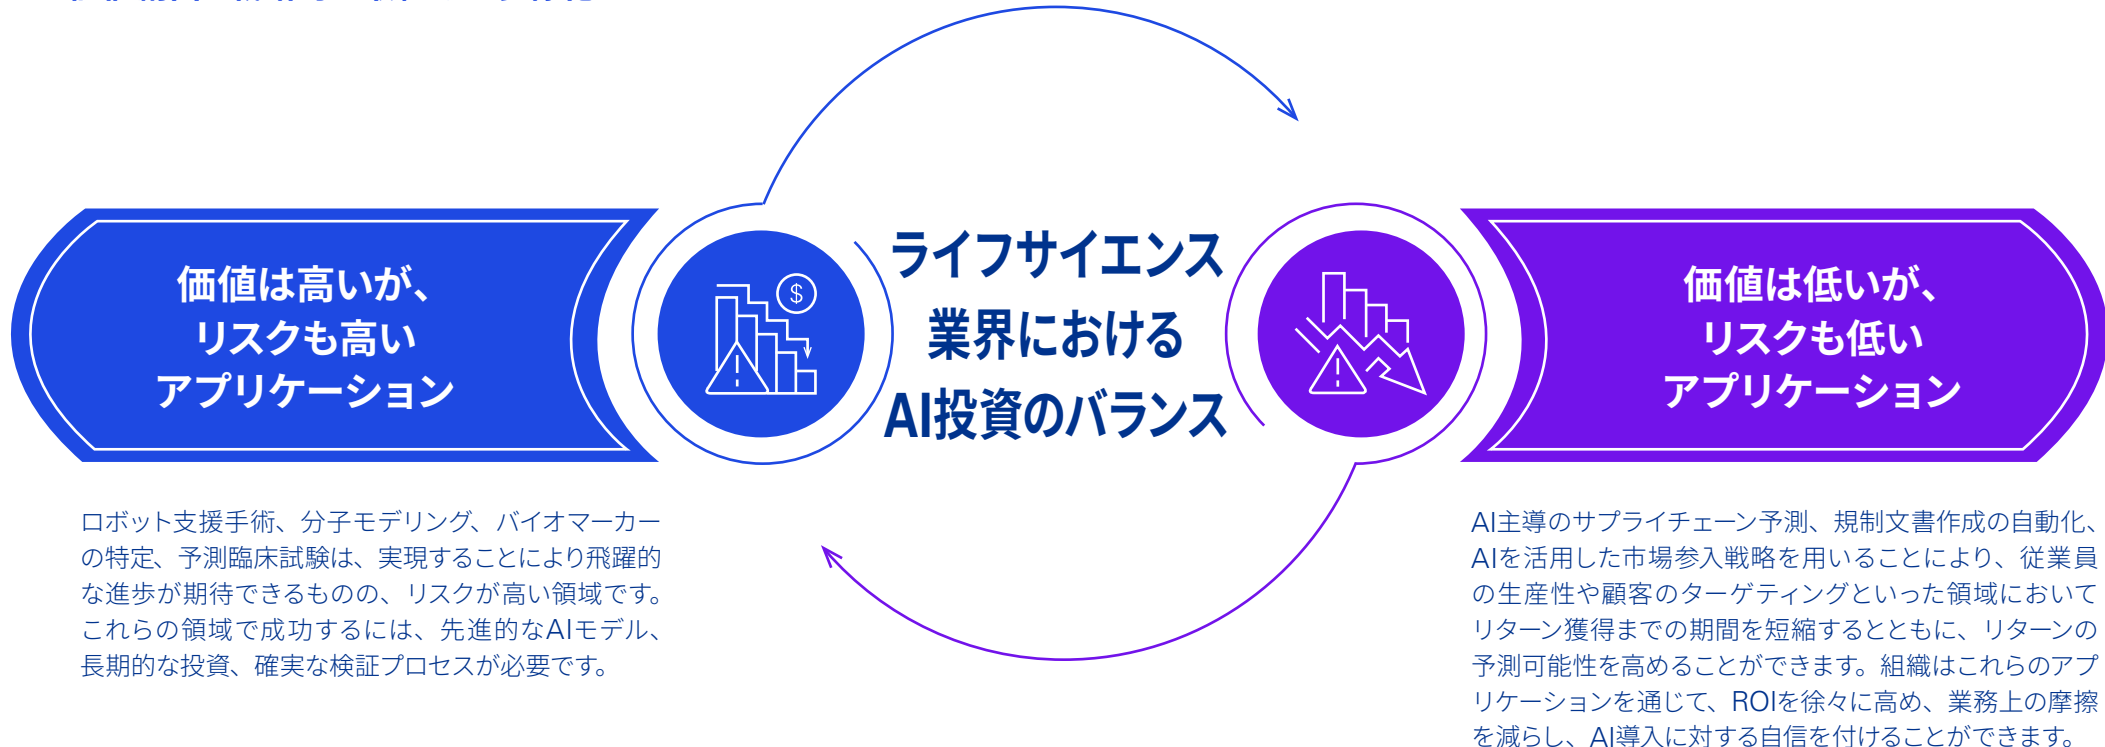 価値は高いが、
リスクも高い
アプリケーション
$
ライフサイエンス
業界における
AI投資のバランス
価値は低いが、
リスクも低い
アプリケーション
ロボット支援手術、分子モデリング、バイオマーカー
の特定、予測臨床試験は、実現することにより飛躍的
な進歩が期待できるものの、リスクが高い領域です。
これらの領域で成功するには、先進的なAIモデル、
長期的な投資、確実な検証プロセスが必要です。
AI主導のサプライチェーン予測、規制文書作成の自動化、
AIを活用した市場参入戦略を用いることにより、従業員
の生産性や顧客のターゲティングといった領域において
リターン獲得までの期間を短縮するとともに、リターンの
予測可能性を高めることができます。組織はこれらのアプ
リケーションを通じて、ROIを徐々に高め、業務上の摩擦
を減らし、AI導入に対する自信を付けることができます。